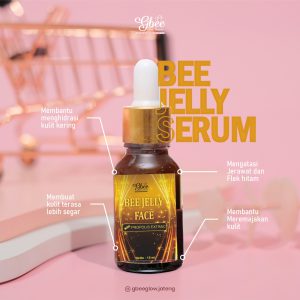 Gbee
BEE
JELLY
SERUM
Membantu
menghidrasi
kulit kering
Mengatasi
Jerawat dan
Flek hitam
Membuat
kulit terasa
lebih segar
Membantu
Meremajakan
kulit
Gbee
BEE JELLY
FACE
PROPOLIS EXTRACT
@gbeeglow.jateng